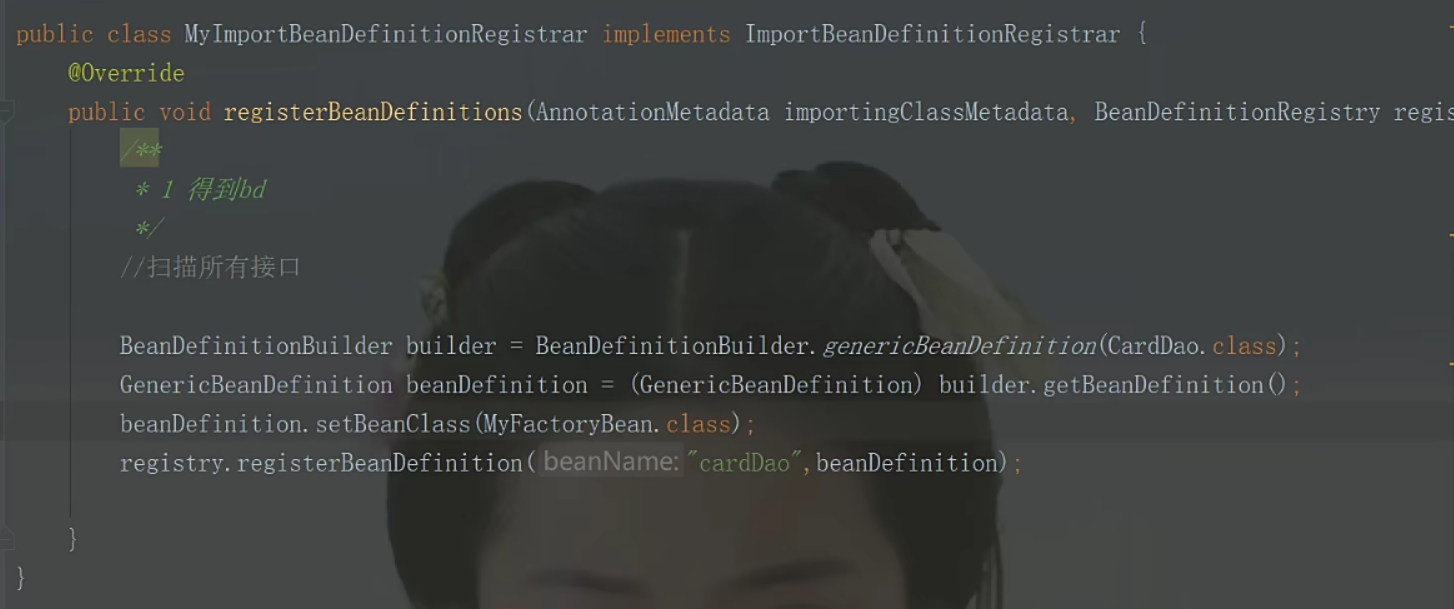 public class MyImportBeanDefinitionRegistrar implements ImportBeanDefinitionRegistrar {
@Override
public void registerBeanDefinitions(AnnotationMetadata importingClassMetadata, BeanDefinitionRegistry regis
/**
* 1 得到bd
*/
//扫描所有接口
BeanDefinitionBuilder builder = BeanDefinitionBuilder.genericBeanDefinition(CardDao.class);
GenericBeanDefinition beanDefinition = (GenericBeanDefinition) builder.getBeanDefinition();
beanDefinition.setBeanClass(MyFactoryBean.class);
registry.registerBeanDefinition( beanName: "cardDao",beanDefinition);
}
}